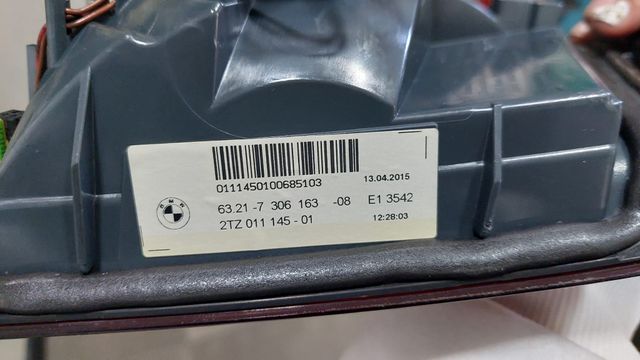 0111450100685103
13.04.2015
BMW
63.21-7 306 163 -08 E1 3542
2TZ 011 145-01 12:28:03